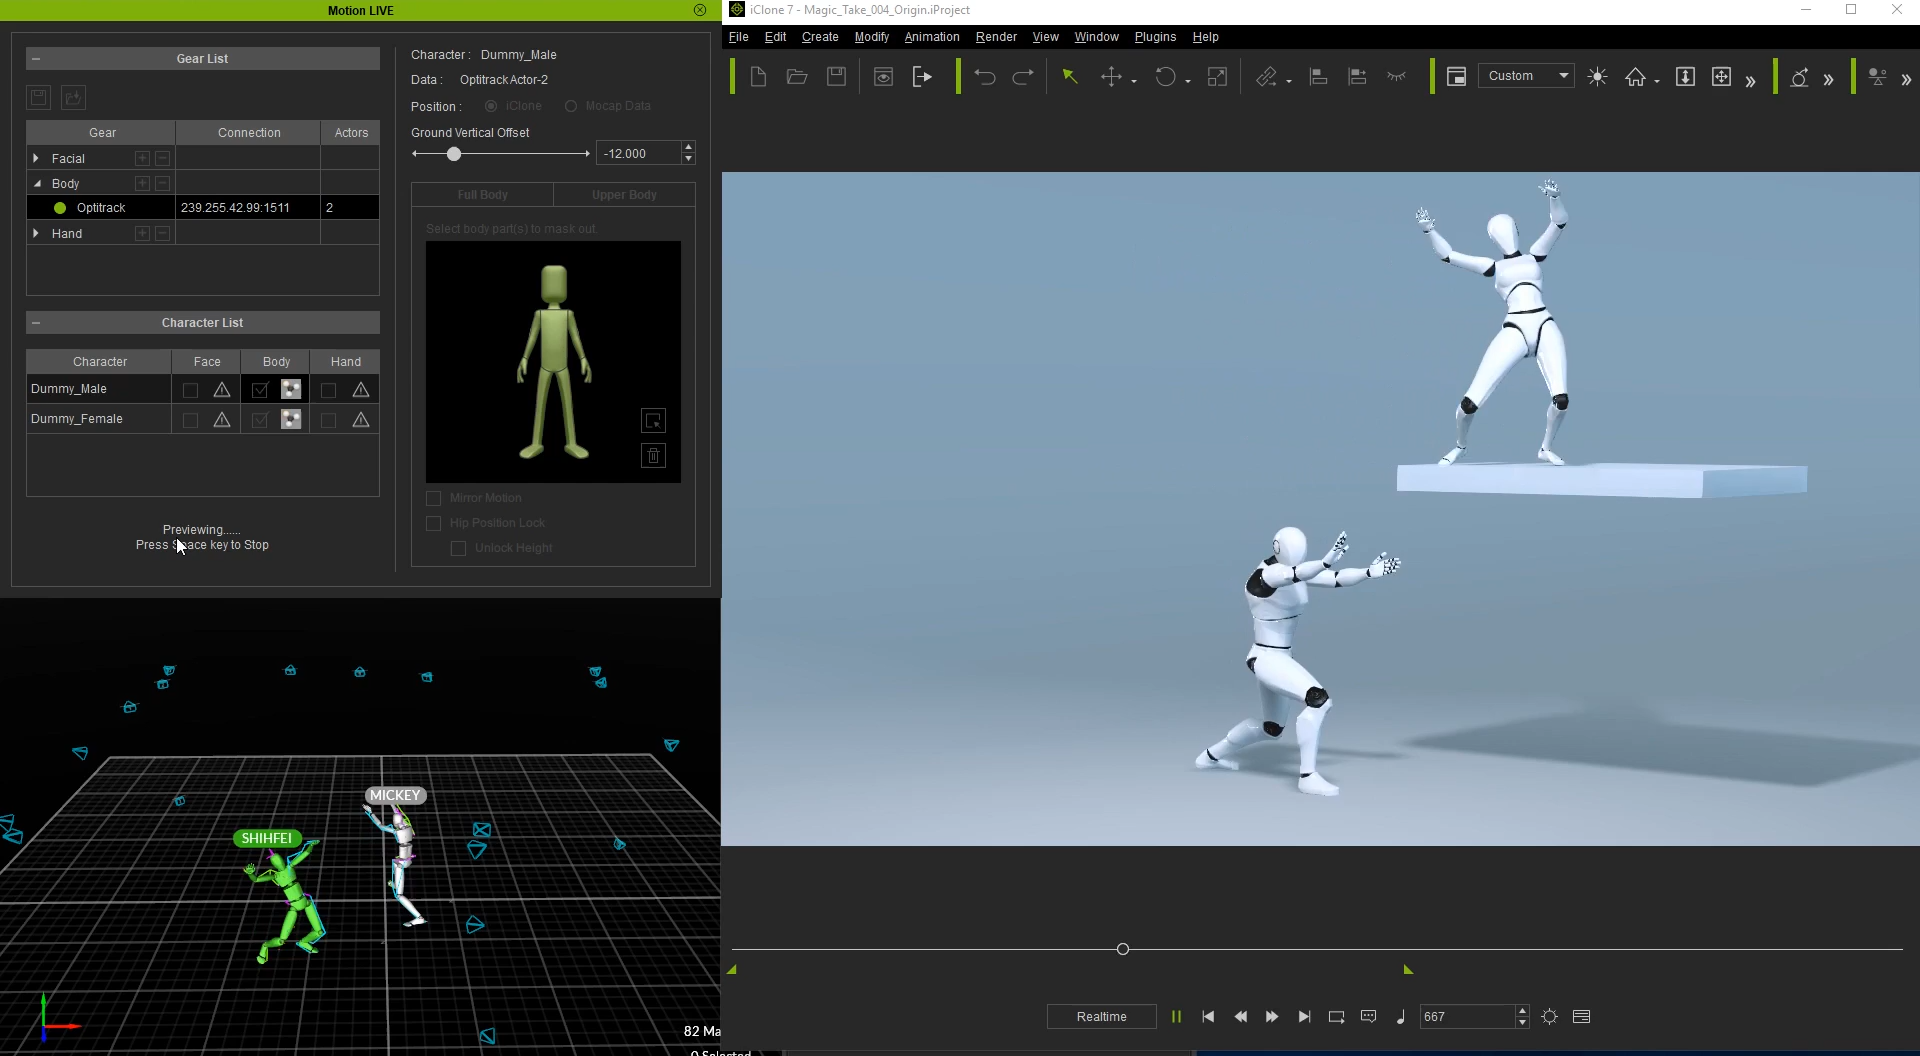 Motion LIVE
Gear List
Gear Connection Actors
Facial
Body
Optitrack 239.255.42.99:1511 2
Hand
Character List
Character Face Body Hand
Dummy_Male
Dummy_Female
Previewing......
Press Space key to Stop
Character : Dummy_Male
Data : Optitrack Actor-2
Position : iClone Mocap Data
Ground Vertical Offset
-12.000
Full Body Upper Body
Select body part(s) to mask out.
Mirror Motion
Hip Position Lock
Unlock Height
MICKEY
SHIHFEI
82 Ma
0 Selected
iClone 7 - Magic_Take_004_Origin.iProject
File Edit Create Modify Animation Render View Window Plugins Help
Custom
Realtime
667